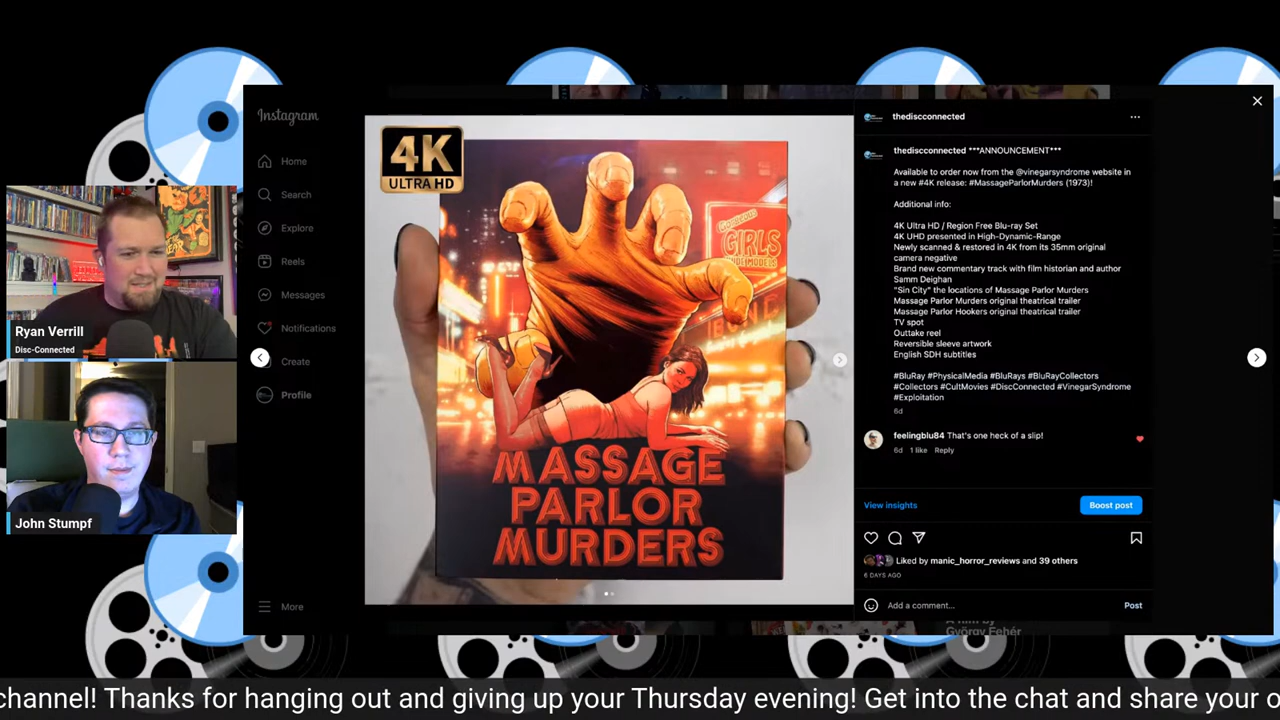 Instagram
Home
Search
Explore
Reels
Messages
Notifications
Create
Profile
More
Ryan Verrill
Disc-Connected
John Stumpf
4K
ULTRA HD
GIRLS
MASSAGE
PARLOR
MURDERS
thediscconnected
thediscconnected ***ANNOUNCEMENT***
Available to order now from the @vinegarsyndrome website in
a new #4K release: #MassageParlorMurders (1973)!
Additional info:
4K Ultra HD / Region Free Blu-ray Set
4K UHD presented in High-Dynamic-Range
Newly scanned & restored in 4K from its 35mm original
camera negative
Brand new commentary track with film historian and author
Samm Deighan
"Sin City" the locations of Massage Parlor Murders
Massage Parlor Murders original theatrical trailer
Massage Parlor Hookers original theatrical trailer
TV spot
Outtake reel
Reversible sleeve artwork
English SDH subtitles
#BluRay #PhysicalMedia #BluRays #BluRayCollectors
#Collectors #CultMovies #DiscConnected #VinegarSyndrome
#Exploitation
6d
feelingblu84 That's one heck of a slip!
6d 1 like Reply
View insights
Boost post
Liked by manic_horror_reviews and 39 others
6 DAYS AGO
Add a comment...
Post
György Fehér
channel! Thanks for hanging out and giving up your Thursday evening! Get into the chat and share your